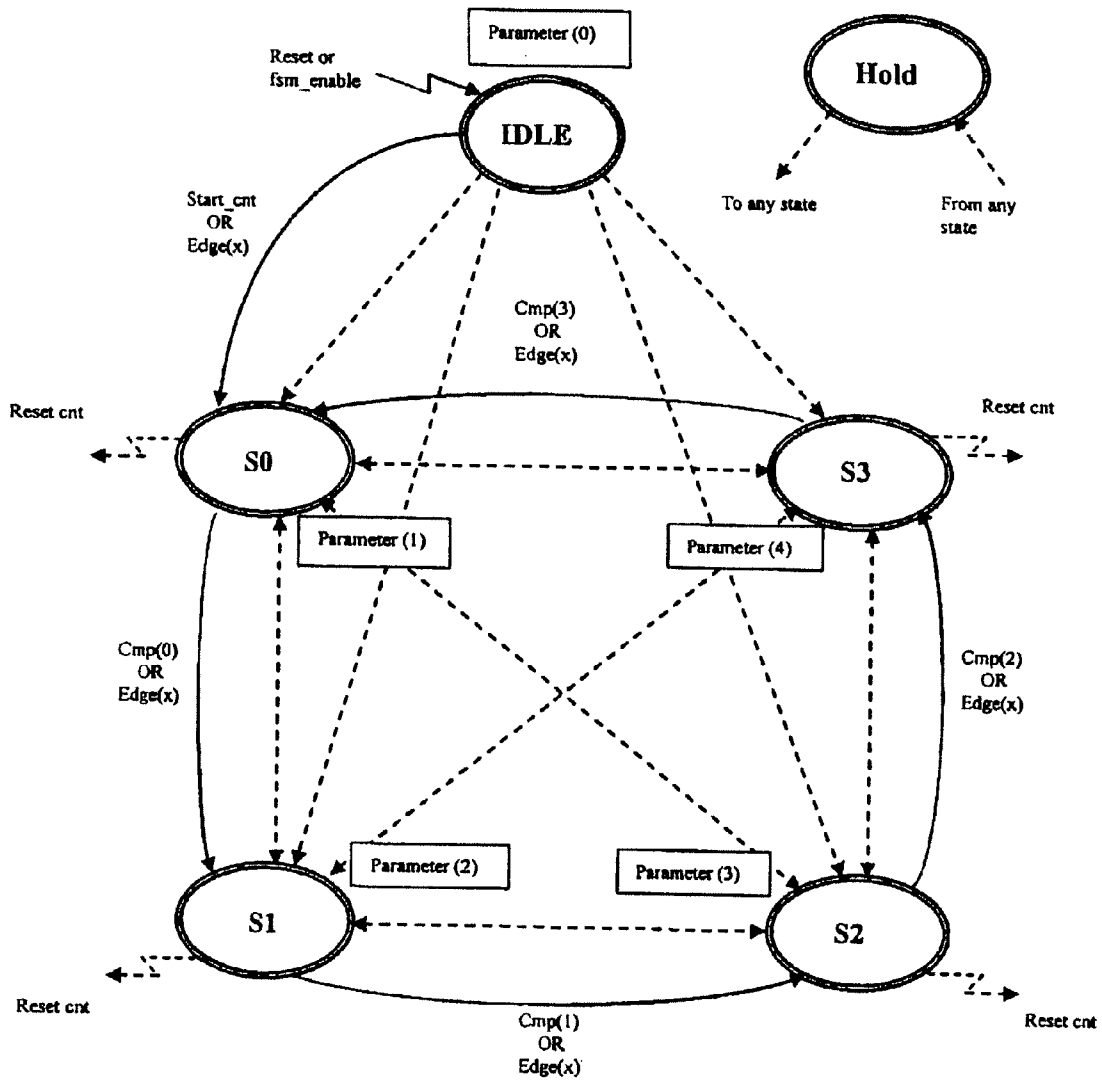 Parameter (0)
Reset or
fsm_enable
IDLE
Hold
To any state
From any
state
Start_cnt
OR
Edge(x)
Cmp(3)
OR
Edge(x)
Reset cnt
S0
S3
Reset cnt
Parameter (1)
Parameter (4)
Cmp(0)
OR
Edge(x)
Cmp(2)
OR
Edge(x)
Parameter (2)
Parameter (3)
S1
S2
Reset cnt
Reset cnt
Cmp(1)
OR
Edge(x)